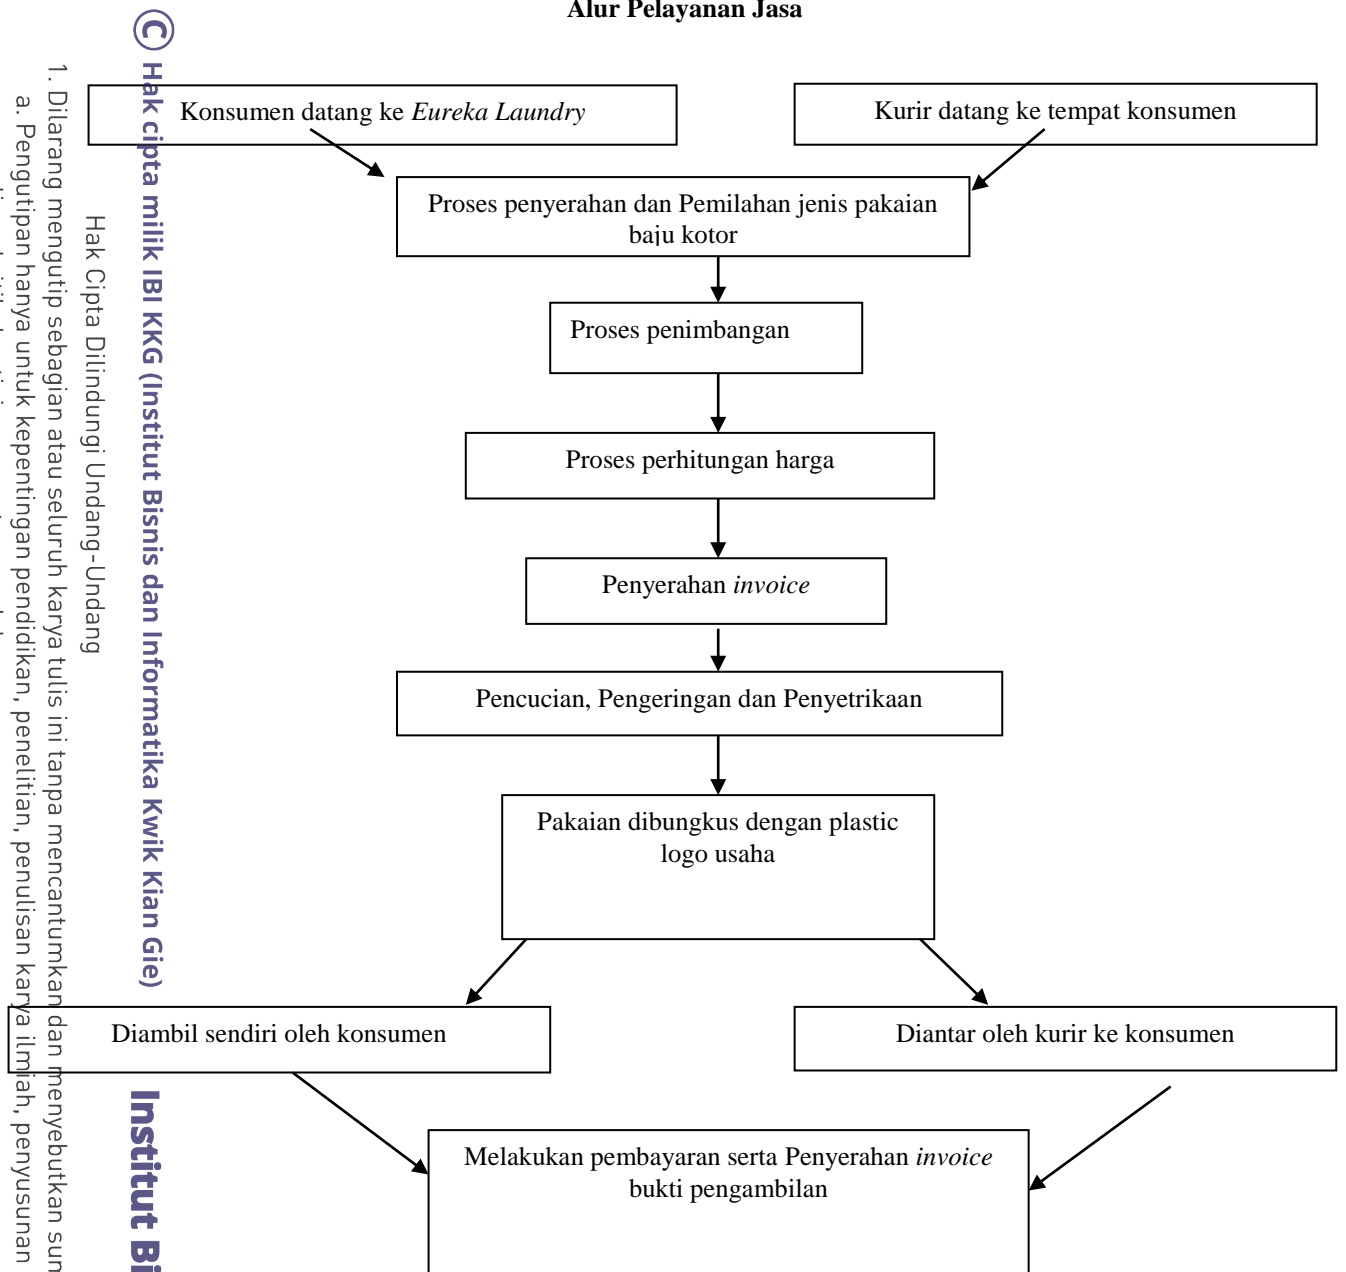 Alur Pelayanan Jasa
Konsumen datang ke Eureka Laundry
Kurir datang ke tempat konsumen
Proses penyerahan dan Pemilahan jenis pakaian
baju kotor
Proses penimbangan
Proses perhitungan harga
Penyerahan invoice
Pencucian, Pengeringan dan Penyetrikaan
Pakaian dibungkus dengan plastic
logo usaha
Diambil sendiri oleh konsumen
Diantar oleh kurir ke konsumen
Melakukan pembayaran serta Penyerahan invoice
bukti pengambilan
© Hak cipta milik IBI KKG (Institut Bisnis dan Informatika Kwik Kian Gie)
Institut Bi
Hak Cipta Dilindungi Undang-Undang
1. Dilarang mengutip sebagian atau seluruh karya tulis ini tanpa mencantumkan dan menyebutkan sum
a. Pengutipan hanya untuk kepentingan pendidikan, penelitian, penulisan karya ilmiah, penyusunan